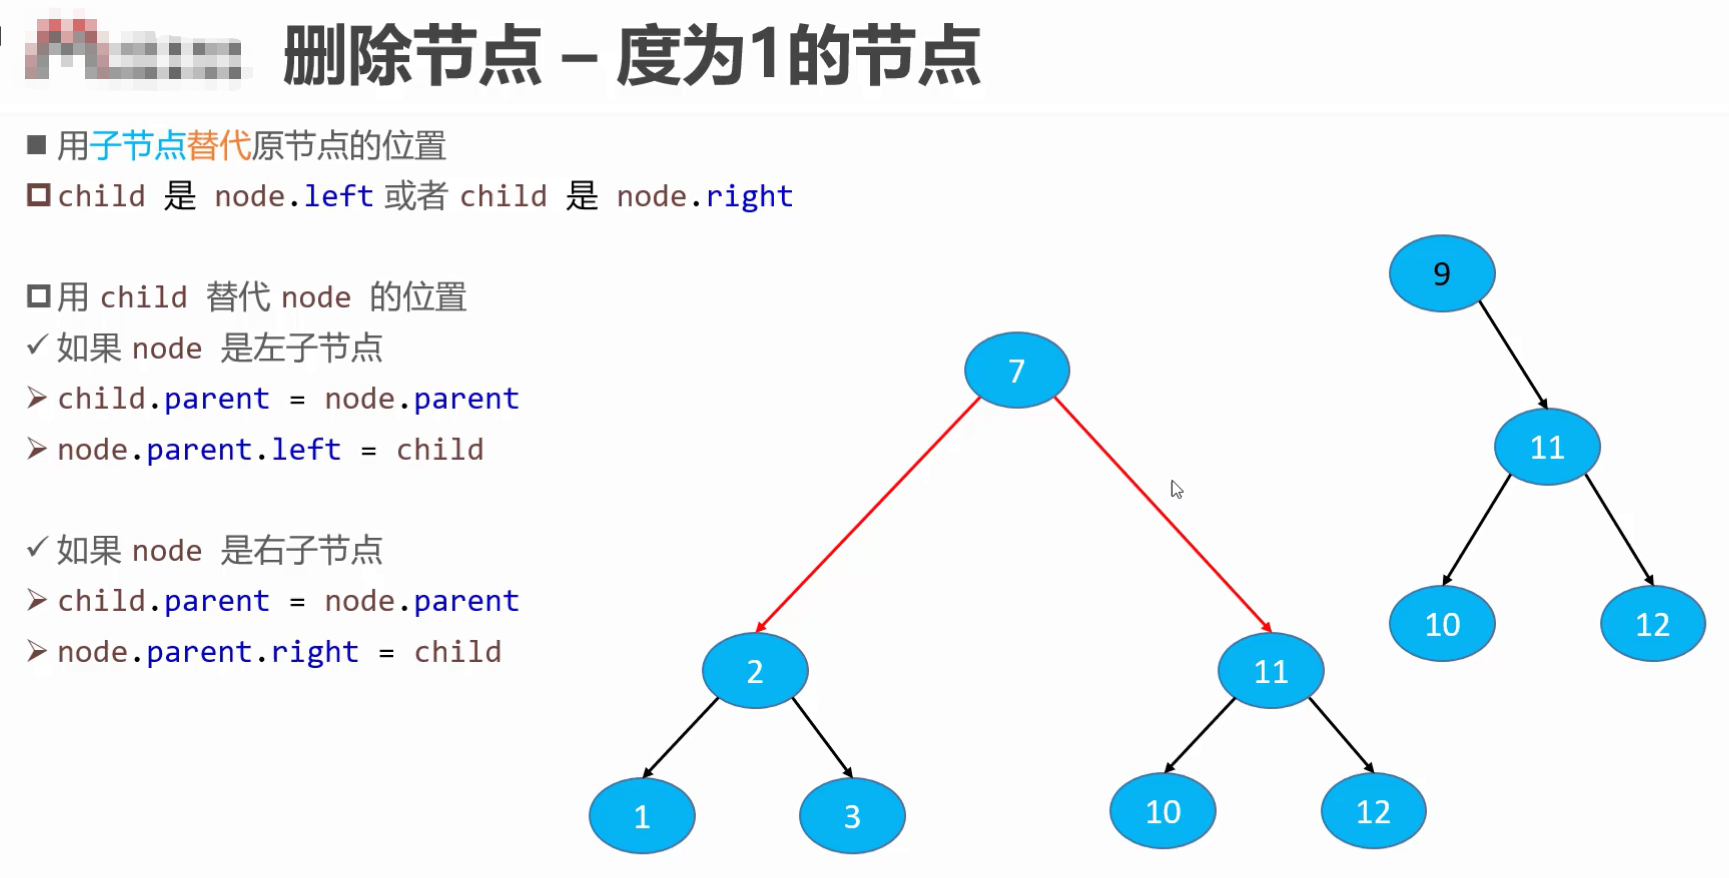 删除节点 – 度为1的节点
■ 用子节点替代原节点的位置
child 是 node.left 或者 child 是 node.right
用 child 替代 node 的位置
✓ 如果 node 是左子节点
➢ child.parent = node.parent
➢ node.parent.left = child
✓ 如果 node 是右子节点
➢ child.parent = node.parent
➢ node.parent.right = child
9
7
11
10
12
2
11
1
3
10
12